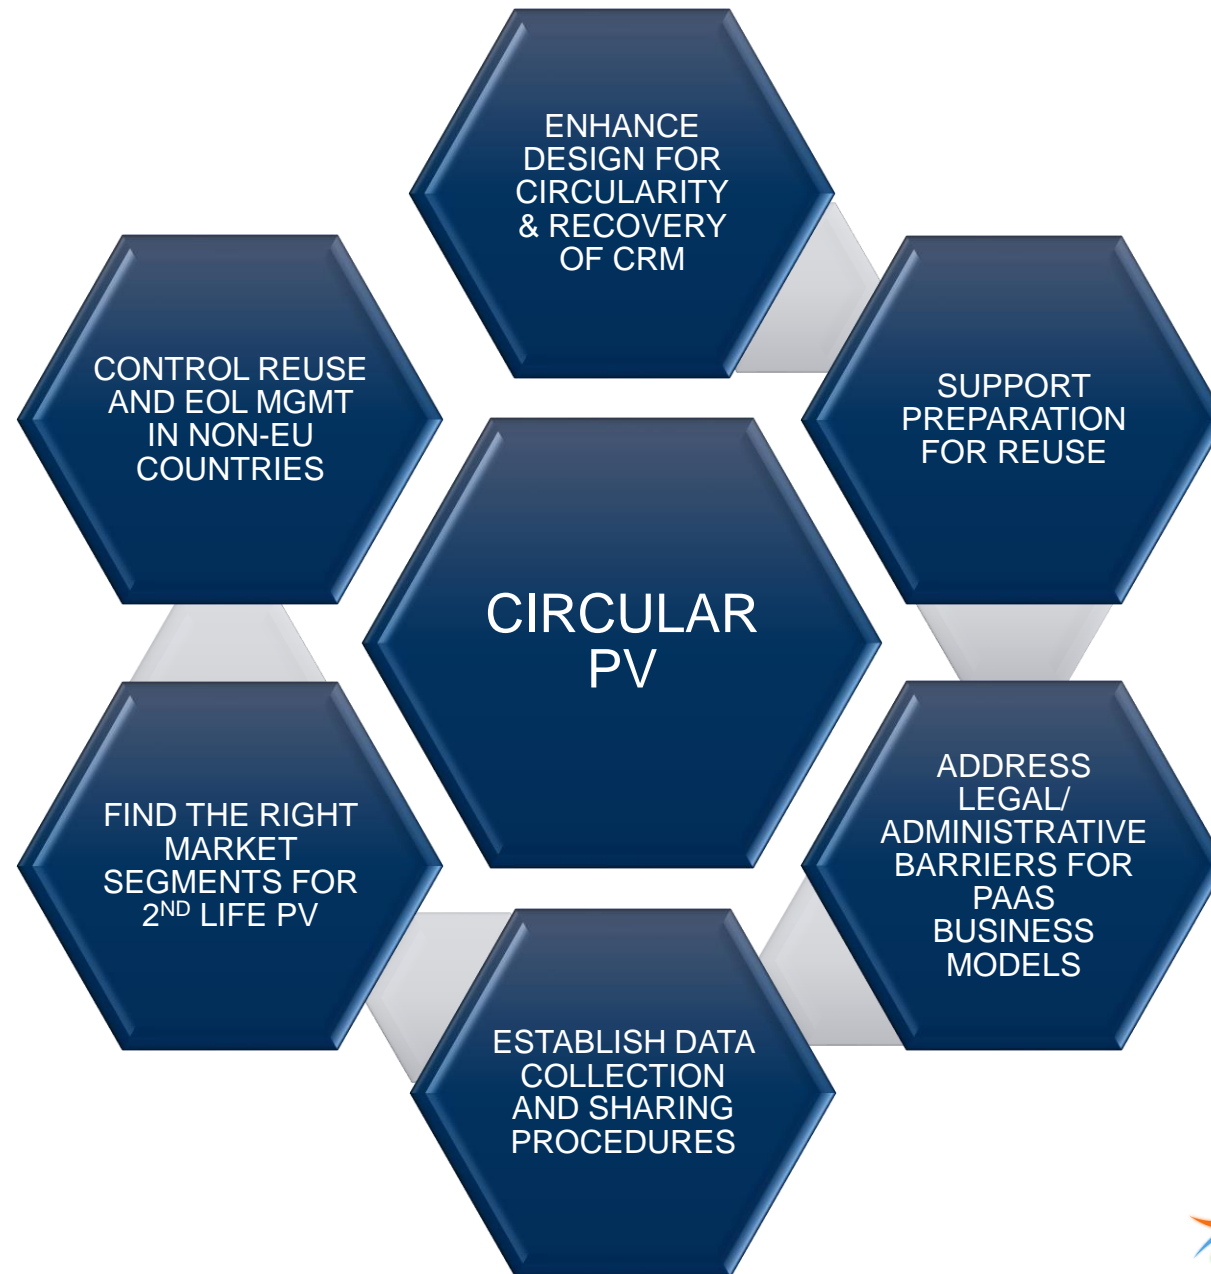 ENHANCE
DESIGN FOR
CIRCULARITY
& RECOVERY
OF CRM
SUPPORT
PREPARATION
FOR REUSE
ADDRESS
LEGAL/
ADMINISTRATIVE
BARRIERS FOR
PAAS
BUSINESS
MODELS
ESTABLISH DATA
COLLECTION
AND SHARING
PROCEDURES
FIND THE RIGHT
MARKET
SEGMENTS FOR
2ND LIFE PV
CONTROL REUSE
AND EOL MGMT
IN NON-EU
COUNTRIES
CIRCULAR
PV